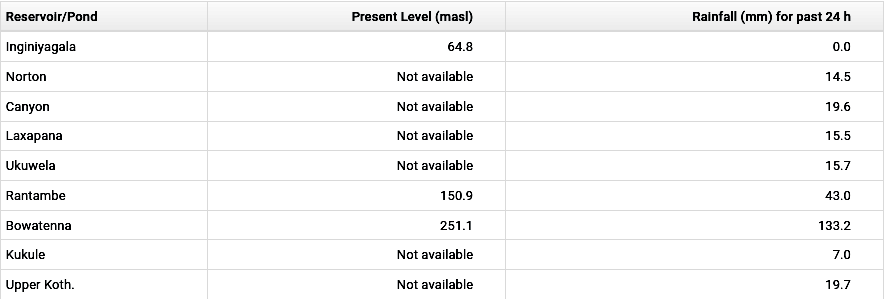 Reservoir/Pond Present Level (masl) Rainfall (mm) for past 24 h
Inginiyagala 64.8 0.0
Norton Not available 14.5
Canyon Not available 19.6
Laxapana Not available 15.5
Ukuwela Not available 15.7
Rantambe 150.9 43.0
Bowatenna 251.1 133.2
Kukule Not available 7.0
Upper Koth. Not available 19.7